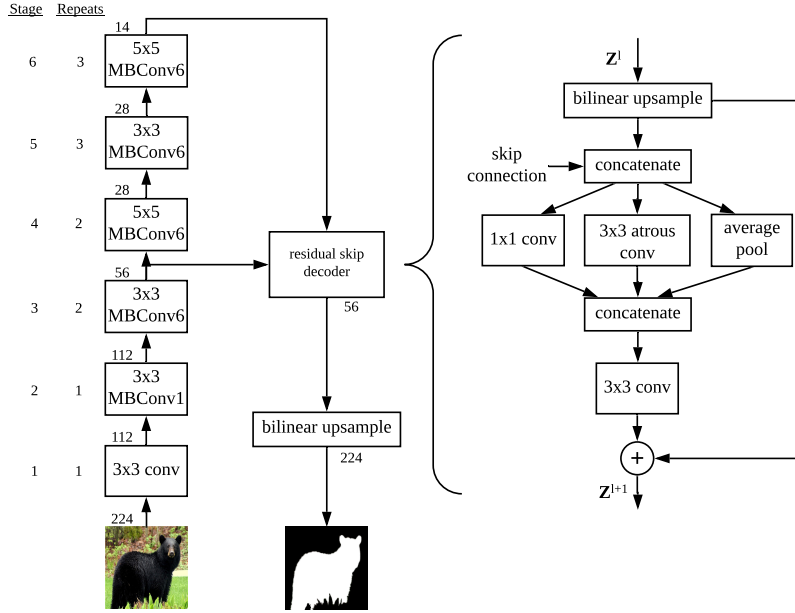 Stage Repeats
14
6 3 5x5
MBConv6
28
5 3 3x3
MBConv6
28
4 2 5x5
MBConv6
56
3 2 3x3
MBConv6
112
2 1 3x3
MBConv1
112
1 1 3x3 conv
224
residual skip
decoder
56
bilinear upsample
224
Zˡ
bilinear upsample
skip
connection
concatenate
1x1 conv
3x3 atrous
conv
average
pool
concatenate
3x3 conv
+
Zˡ⁺¹